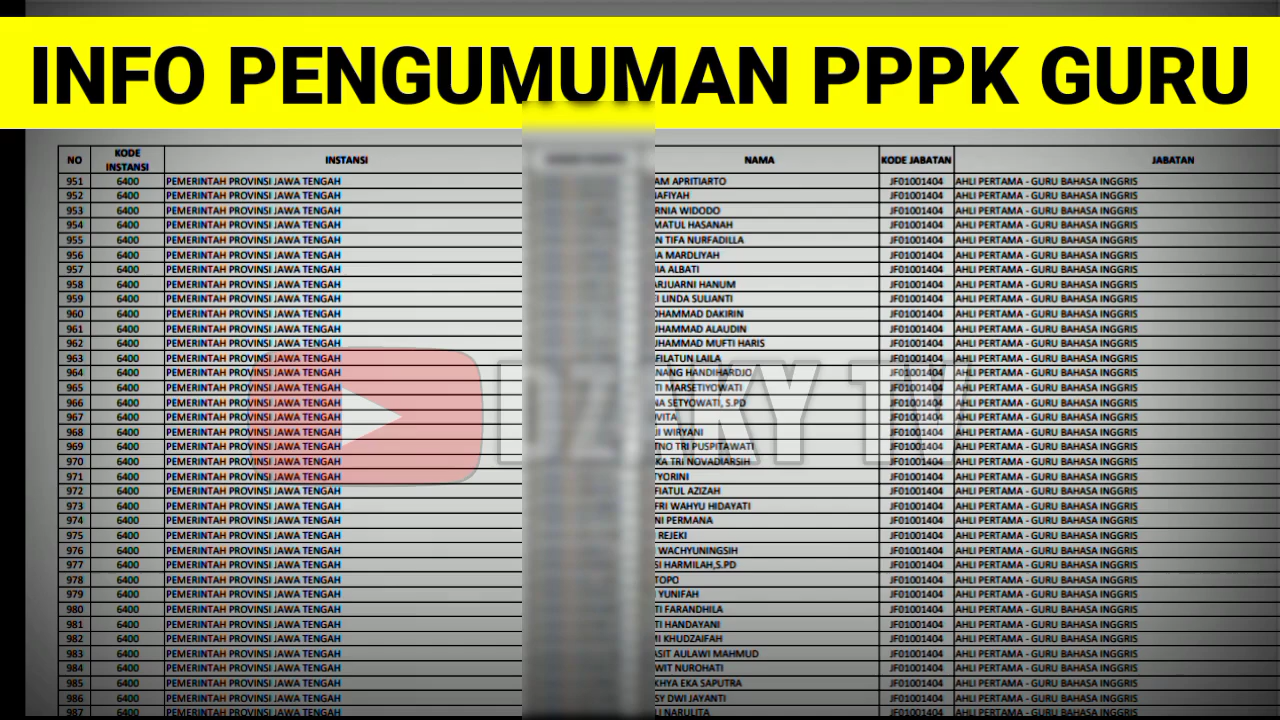 INFO PENGUMUMAN PPPK GURU
NO KODE INSTANSI INSTANSI NAMA KODE JABATAN JABATAN
951 6400 PEMERINTAH PROVINSI JAWA TENGAH AM APRITIARTO JF01001404 AHLI PERTAMA - GURU BAHASA INGGRIS
952 6400 PEMERINTAH PROVINSI JAWA TENGAH AFIYAH JF01001404 AHLI PERTAMA - GURU BAHASA INGGRIS
953 6400 PEMERINTAH PROVINSI JAWA TENGAH RNIA WIDODO JF01001404 AHLI PERTAMA - GURU BAHASA INGGRIS
954 6400 PEMERINTAH PROVINSI JAWA TENGAH MATUL HASANAH JF01001404 AHLI PERTAMA - GURU BAHASA INGGRIS
955 6400 PEMERINTAH PROVINSI JAWA TENGAH N TIFA NURFADILLA JF01001404 AHLI PERTAMA - GURU BAHASA INGGRIS
956 6400 PEMERINTAH PROVINSI JAWA TENGAH IA MARDLIYAH JF01001404 AHLI PERTAMA - GURU BAHASA INGGRIS
957 6400 PEMERINTAH PROVINSI JAWA TENGAH IIA ALBATI JF01001404 AHLI PERTAMA - GURU BAHASA INGGRIS
958 6400 PEMERINTAH PROVINSI JAWA TENGAH ARJUARNI HANUM JF01001404 AHLI PERTAMA - GURU BAHASA INGGRIS
959 6400 PEMERINTAH PROVINSI JAWA TENGAH EI LINDA SULIANTI JF01001404 AHLI PERTAMA - GURU BAHASA INGGRIS
960 6400 PEMERINTAH PROVINSI JAWA TENGAH OHAMMAD DAKIRIN JF01001404 AHLI PERTAMA - GURU BAHASA INGGRIS
961 6400 PEMERINTAH PROVINSI JAWA TENGAH UHAMMAD ALAUDIN JF01001404 AHLI PERTAMA - GURU BAHASA INGGRIS
962 6400 PEMERINTAH PROVINSI JAWA TENGAH UHAMMAD MUFTI HARIS JF01001404 AHLI PERTAMA - GURU BAHASA INGGRIS
963 6400 PEMERINTAH PROVINSI JAWA TENGAH AFILATUN LAILA JF01001404 AHLI PERTAMA - GURU BAHASA INGGRIS
964 6400 PEMERINTAH PROVINSI JAWA TENGAH NANG HANDIHARDJO JF01001404 AHLI PERTAMA - GURU BAHASA INGGRIS
965 6400 PEMERINTAH PROVINSI JAWA TENGAH TI MARSETIYOWATI JF01001404 AHLI PERTAMA - GURU BAHASA INGGRIS
966 6400 PEMERINTAH PROVINSI JAWA TENGAH NA SETYOWATI, S.PD JF01001404 AHLI PERTAMA - GURU BAHASA INGGRIS
967 6400 PEMERINTAH PROVINSI JAWA TENGAH OVITA JF01001404 AHLI PERTAMA - GURU BAHASA INGGRIS
968 6400 PEMERINTAH PROVINSI JAWA TENGAH JI WIRYANI JF01001404 AHLI PERTAMA - GURU BAHASA INGGRIS
969 6400 PEMERINTAH PROVINSI JAWA TENGAH TNO TRI PUSPITAWATI JF01001404 AHLI PERTAMA - GURU BAHASA INGGRIS
970 6400 PEMERINTAH PROVINSI JAWA TENGAH KA TRI NOVADIARSIH JF01001404 AHLI PERTAMA - GURU BAHASA INGGRIS
971 6400 PEMERINTAH PROVINSI JAWA TENGAH TYORINI JF01001404 AHLI PERTAMA - GURU BAHASA INGGRIS
972 6400 PEMERINTAH PROVINSI JAWA TENGAH FIATUL AZIZAH JF01001404 AHLI PERTAMA - GURU BAHASA INGGRIS
973 6400 PEMERINTAH PROVINSI JAWA TENGAH FRI WAHYU HIDAYATI JF01001404 AHLI PERTAMA - GURU BAHASA INGGRIS
974 6400 PEMERINTAH PROVINSI JAWA TENGAH NI PERMANA JF01001404 AHLI PERTAMA - GURU BAHASA INGGRIS
975 6400 PEMERINTAH PROVINSI JAWA TENGAH REJEKI JF01001404 AHLI PERTAMA - GURU BAHASA INGGRIS
976 6400 PEMERINTAH PROVINSI JAWA TENGAH WACHYUNINGSIH JF01001404 AHLI PERTAMA - GURU BAHASA INGGRIS
977 6400 PEMERINTAH PROVINSI JAWA TENGAH SI HARMILAH,S.PD JF01001404 AHLI PERTAMA - GURU BAHASA INGGRIS
978 6400 PEMERINTAH PROVINSI JAWA TENGAH TOPO JF01001404 AHLI PERTAMA - GURU BAHASA INGGRIS
979 6400 PEMERINTAH PROVINSI JAWA TENGAH YUNIFAH JF01001404 AHLI PERTAMA - GURU BAHASA INGGRIS
980 6400 PEMERINTAH PROVINSI JAWA TENGAH TI FARANDHILA JF01001404 AHLI PERTAMA - GURU BAHASA INGGRIS
981 6400 PEMERINTAH PROVINSI JAWA TENGAH TI HANDAYANI JF01001404 AHLI PERTAMA - GURU BAHASA INGGRIS
982 6400 PEMERINTAH PROVINSI JAWA TENGAH MI KHUDZAIFAH JF01001404 AHLI PERTAMA - GURU BAHASA INGGRIS
983 6400 PEMERINTAH PROVINSI JAWA TENGAH ASIT AULAWI MAHMUD JF01001404 AHLI PERTAMA - GURU BAHASA INGGRIS
984 6400 PEMERINTAH PROVINSI JAWA TENGAH WIT NUROHATI JF01001404 AHLI PERTAMA - GURU BAHASA INGGRIS
985 6400 PEMERINTAH PROVINSI JAWA TENGAH KHYA EKA SAPUTRA JF01001404 AHLI PERTAMA - GURU BAHASA INGGRIS
986 6400 PEMERINTAH PROVINSI JAWA TENGAH SY DWI JAYANTI JF01001404 AHLI PERTAMA - GURU BAHASA INGGRIS
987 6400 PEMERINTAH PROVINSI JAWA TENGAH LI NARULITA JF01001404 AHLI PERTAMA - GURU BAHASA INGGRIS
DZAKY TV